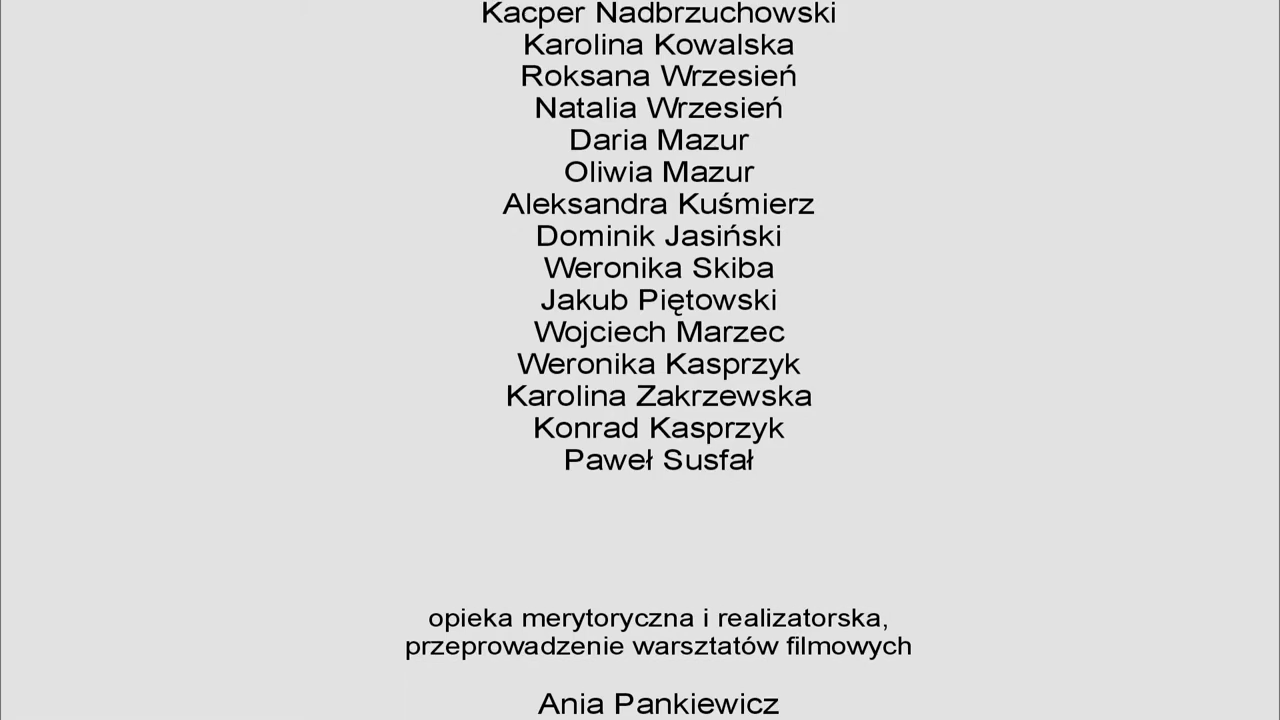 Kacper Nadbrzuchowski
Karolina Kowalska
Roksana Wrzesień
Natalia Wrzesień
Daria Mazur
Oliwia Mazur
Aleksandra Kuśmierz
Dominik Jasiński
Weronika Skiba
Jakub Piętowski
Wojciech Marzec
Weronika Kasprzyk
Karolina Zakrzewska
Konrad Kasprzyk
Paweł Susfał
opieka merytoryczna i realizatorska,
przeprowadzenie warsztatów filmowych
Ania Pankiewicz